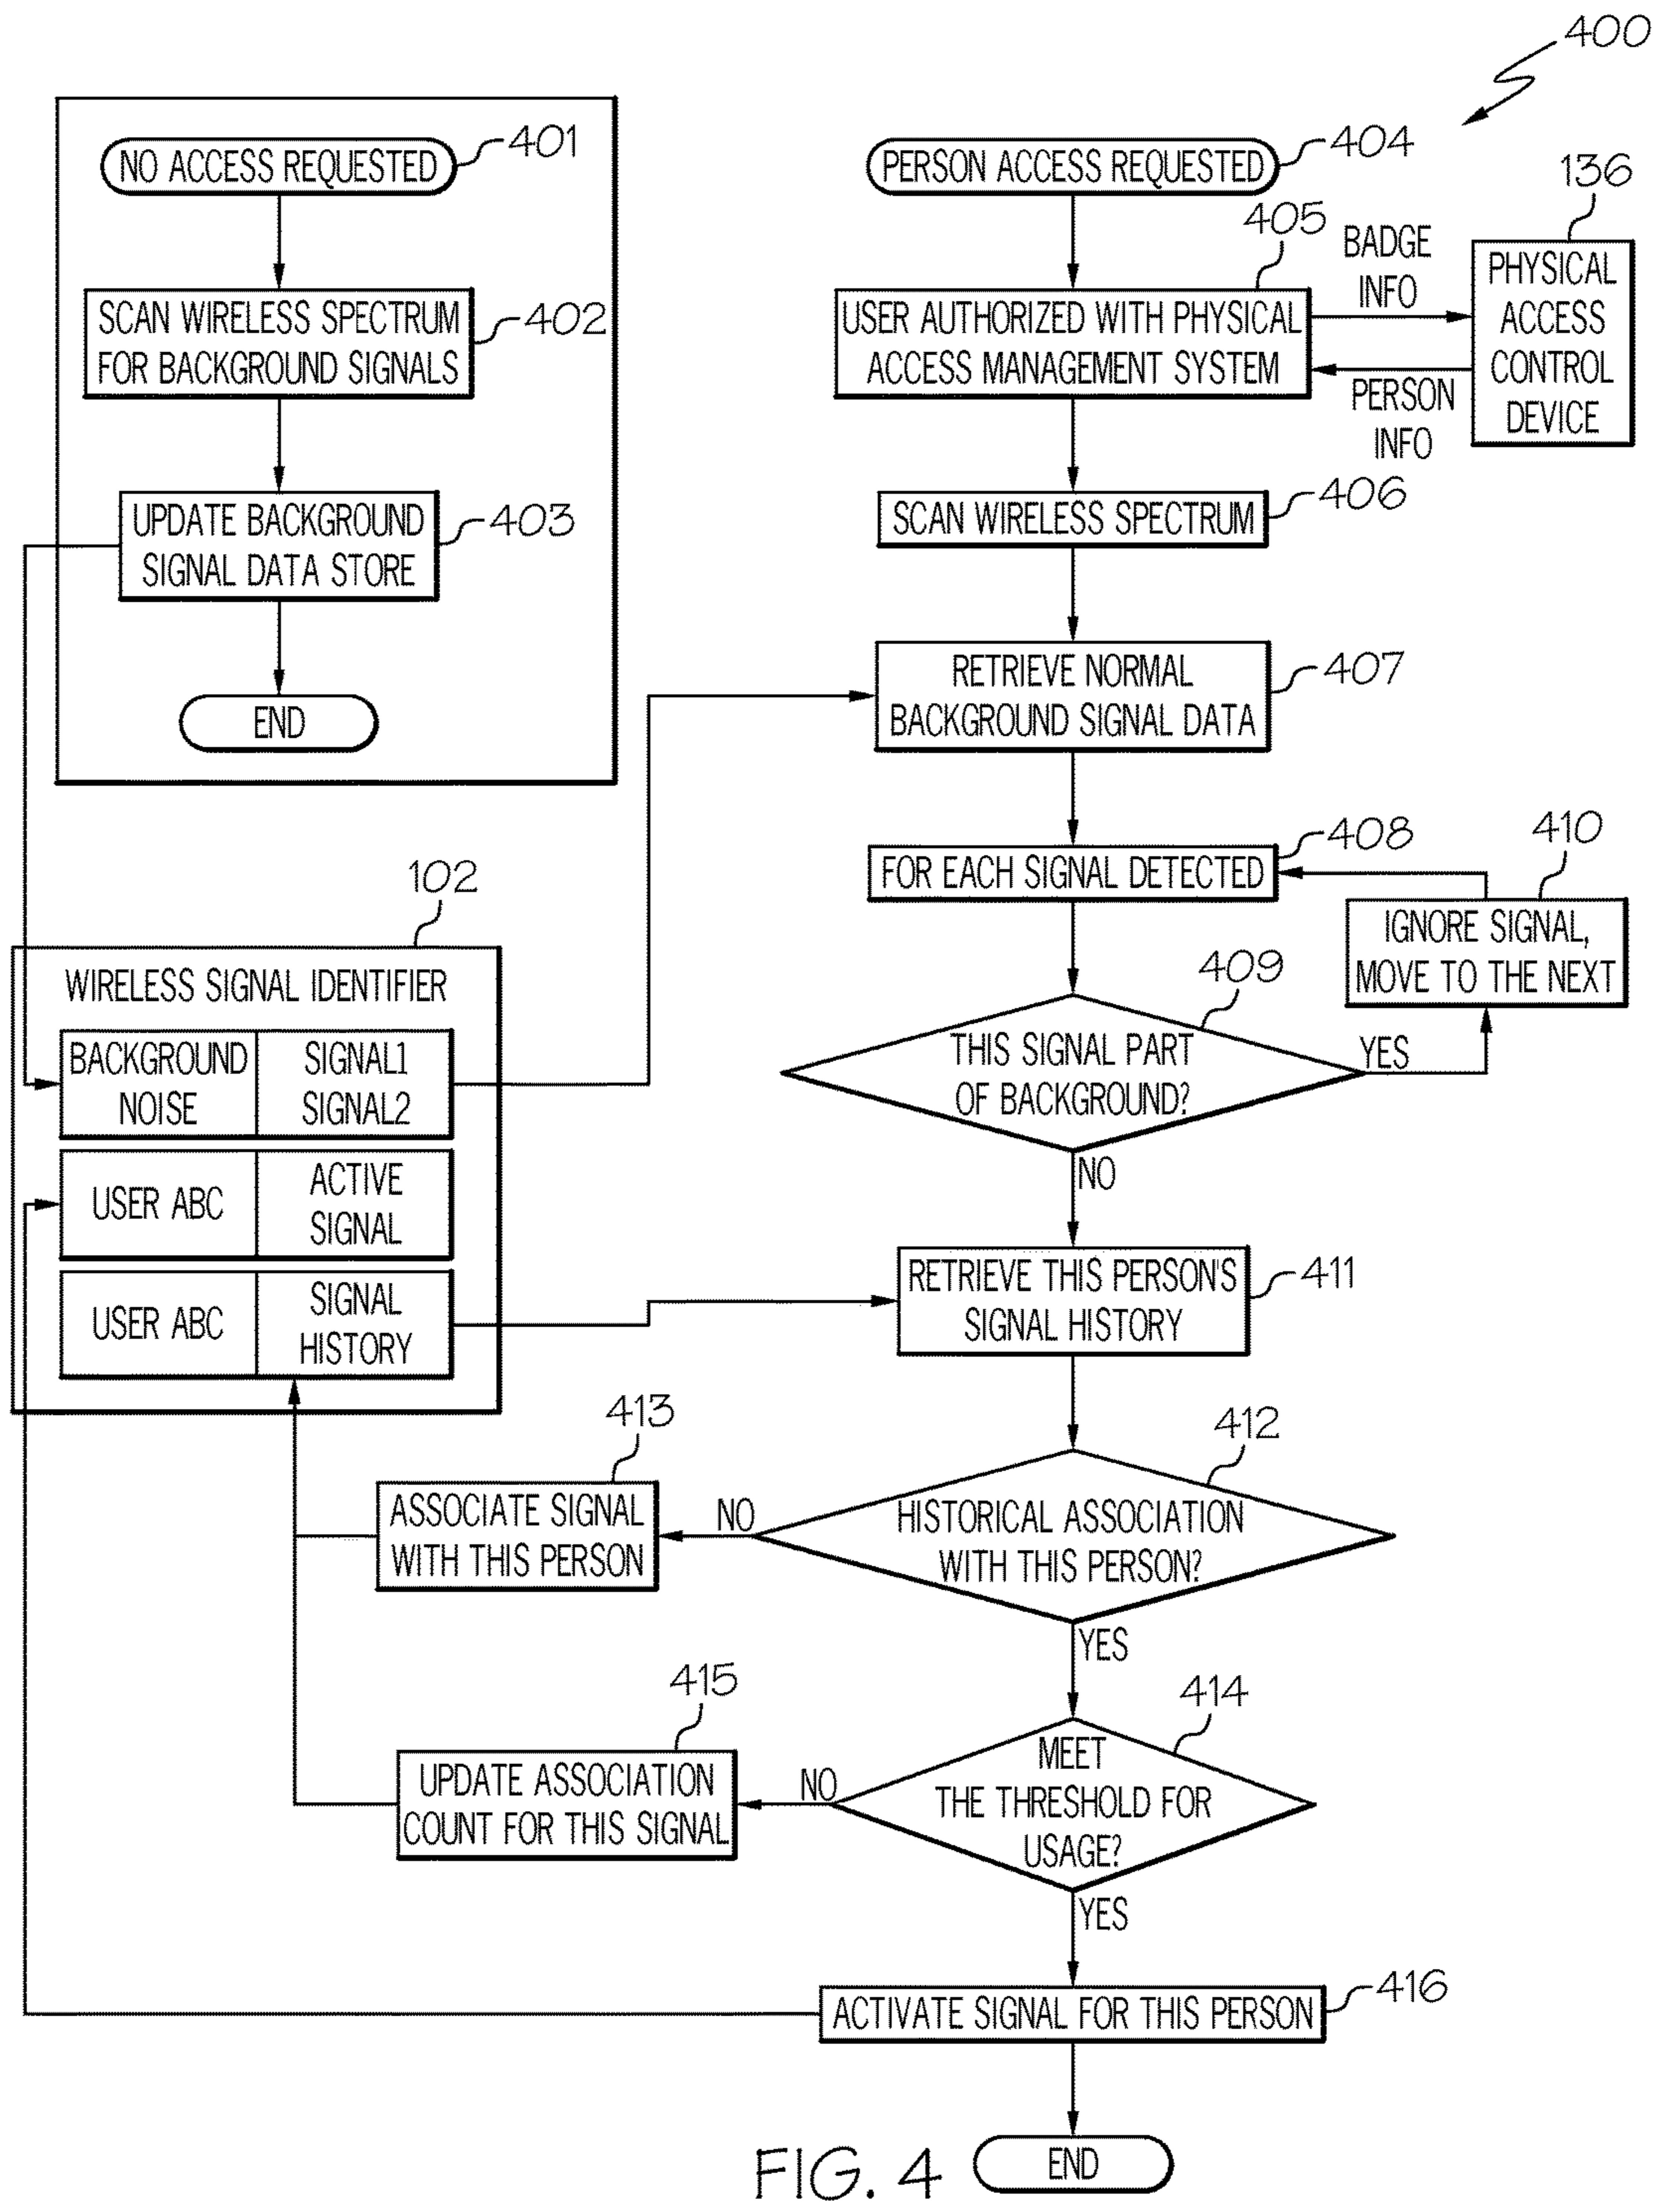 400
NO ACCESS REQUESTED
401
SCAN WIRELESS SPECTRUM
FOR BACKGROUND SIGNALS
402
UPDATE BACKGROUND
SIGNAL DATA STORE
403
END
PERSON ACCESS REQUESTED
404
405
USER AUTHORIZED WITH PHYSICAL
ACCESS MANAGEMENT SYSTEM
BADGE
INFO
PERSON
INFO
136
PHYSICAL
ACCESS
CONTROL
DEVICE
SCAN WIRELESS SPECTRUM
406
RETRIEVE NORMAL
BACKGROUND SIGNAL DATA
407
FOR EACH SIGNAL DETECTED
408
410
IGNORE SIGNAL,
MOVE TO THE NEXT
409
THIS SIGNAL PART
OF BACKGROUND?
YES
NO
102
WIRELESS SIGNAL IDENTIFIER
BACKGROUND
NOISE
SIGNAL1
SIGNAL2
USER ABC
ACTIVE
SIGNAL
USER ABC
SIGNAL
HISTORY
RETRIEVE THIS PERSON'S
SIGNAL HISTORY
411
412
HISTORICAL ASSOCIATION
WITH THIS PERSON?
NO
YES
413
ASSOCIATE SIGNAL
WITH THIS PERSON
414
MEET
THE THRESHOLD FOR
USAGE?
NO
YES
415
UPDATE ASSOCIATION
COUNT FOR THIS SIGNAL
ACTIVATE SIGNAL FOR THIS PERSON
416
END
FIG. 4